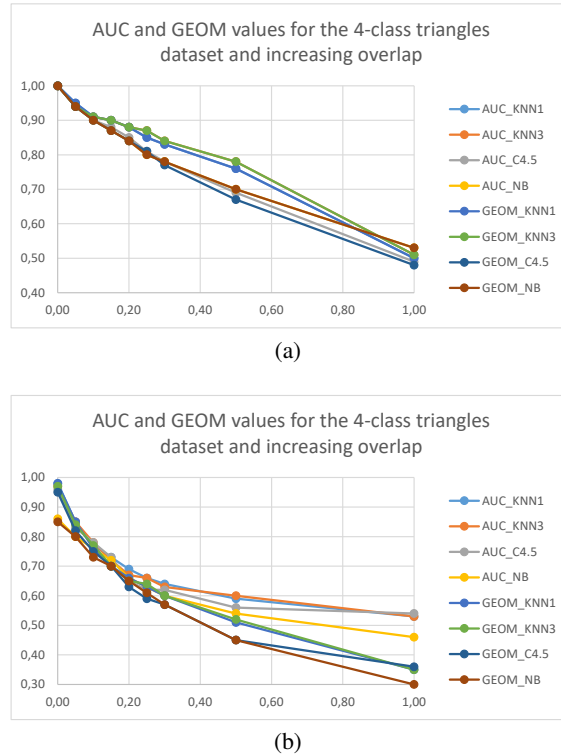 AUC and GEOM values for the 4-class triangles
dataset and increasing overlap
1,00
0,90
0,80
0,70
0,60
0,50
0,40
0,00 0,20 0,40 0,60 0,80 1,00
AUC_KNN1
AUC_KNN3
AUC_C4.5
AUC_NB
GEOM_KNN1
GEOM_KNN3
GEOM_C4.5
GEOM_NB
(a)
AUC and GEOM values for the 4-class triangles
dataset and increasing overlap
1,00
0,90
0,80
0,70
0,60
0,50
0,40
0,30
0,00 0,20 0,40 0,60 0,80 1,00
AUC_KNN1
AUC_KNN3
AUC_C4.5
AUC_NB
GEOM_KNN1
GEOM_KNN3
GEOM_C4.5
GEOM_NB
(b)